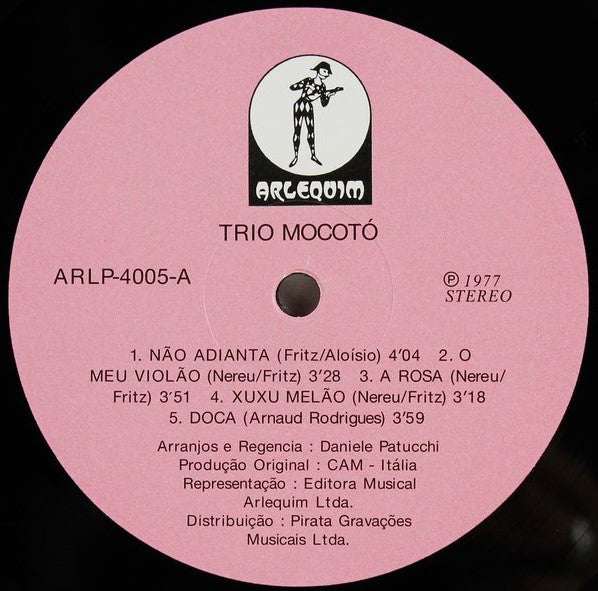 ARLEQUIM
TRIO MOCOTÓ
ARLP-4005-A
℗ 1977
STEREO
1. NÃO ADIANTA (Fritz/Aloísio) 4'04 2. O
MEU VIOLÃO (Nereu/Fritz) 3'28 3. A ROSA (Nereu/
Fritz) 3'51 4. XUXU MELÃO (Nereu/Fritz) 3'18
5. DOCA (Arnaud Rodrigues) 3'59
Arranjos e Regencia : Daniele Patucchi
Produção Original : CAM - Itália
Representação : Editora Musical
Arlequim Ltda.
Distribuição : Pirata Gravações
Musicais Ltda.